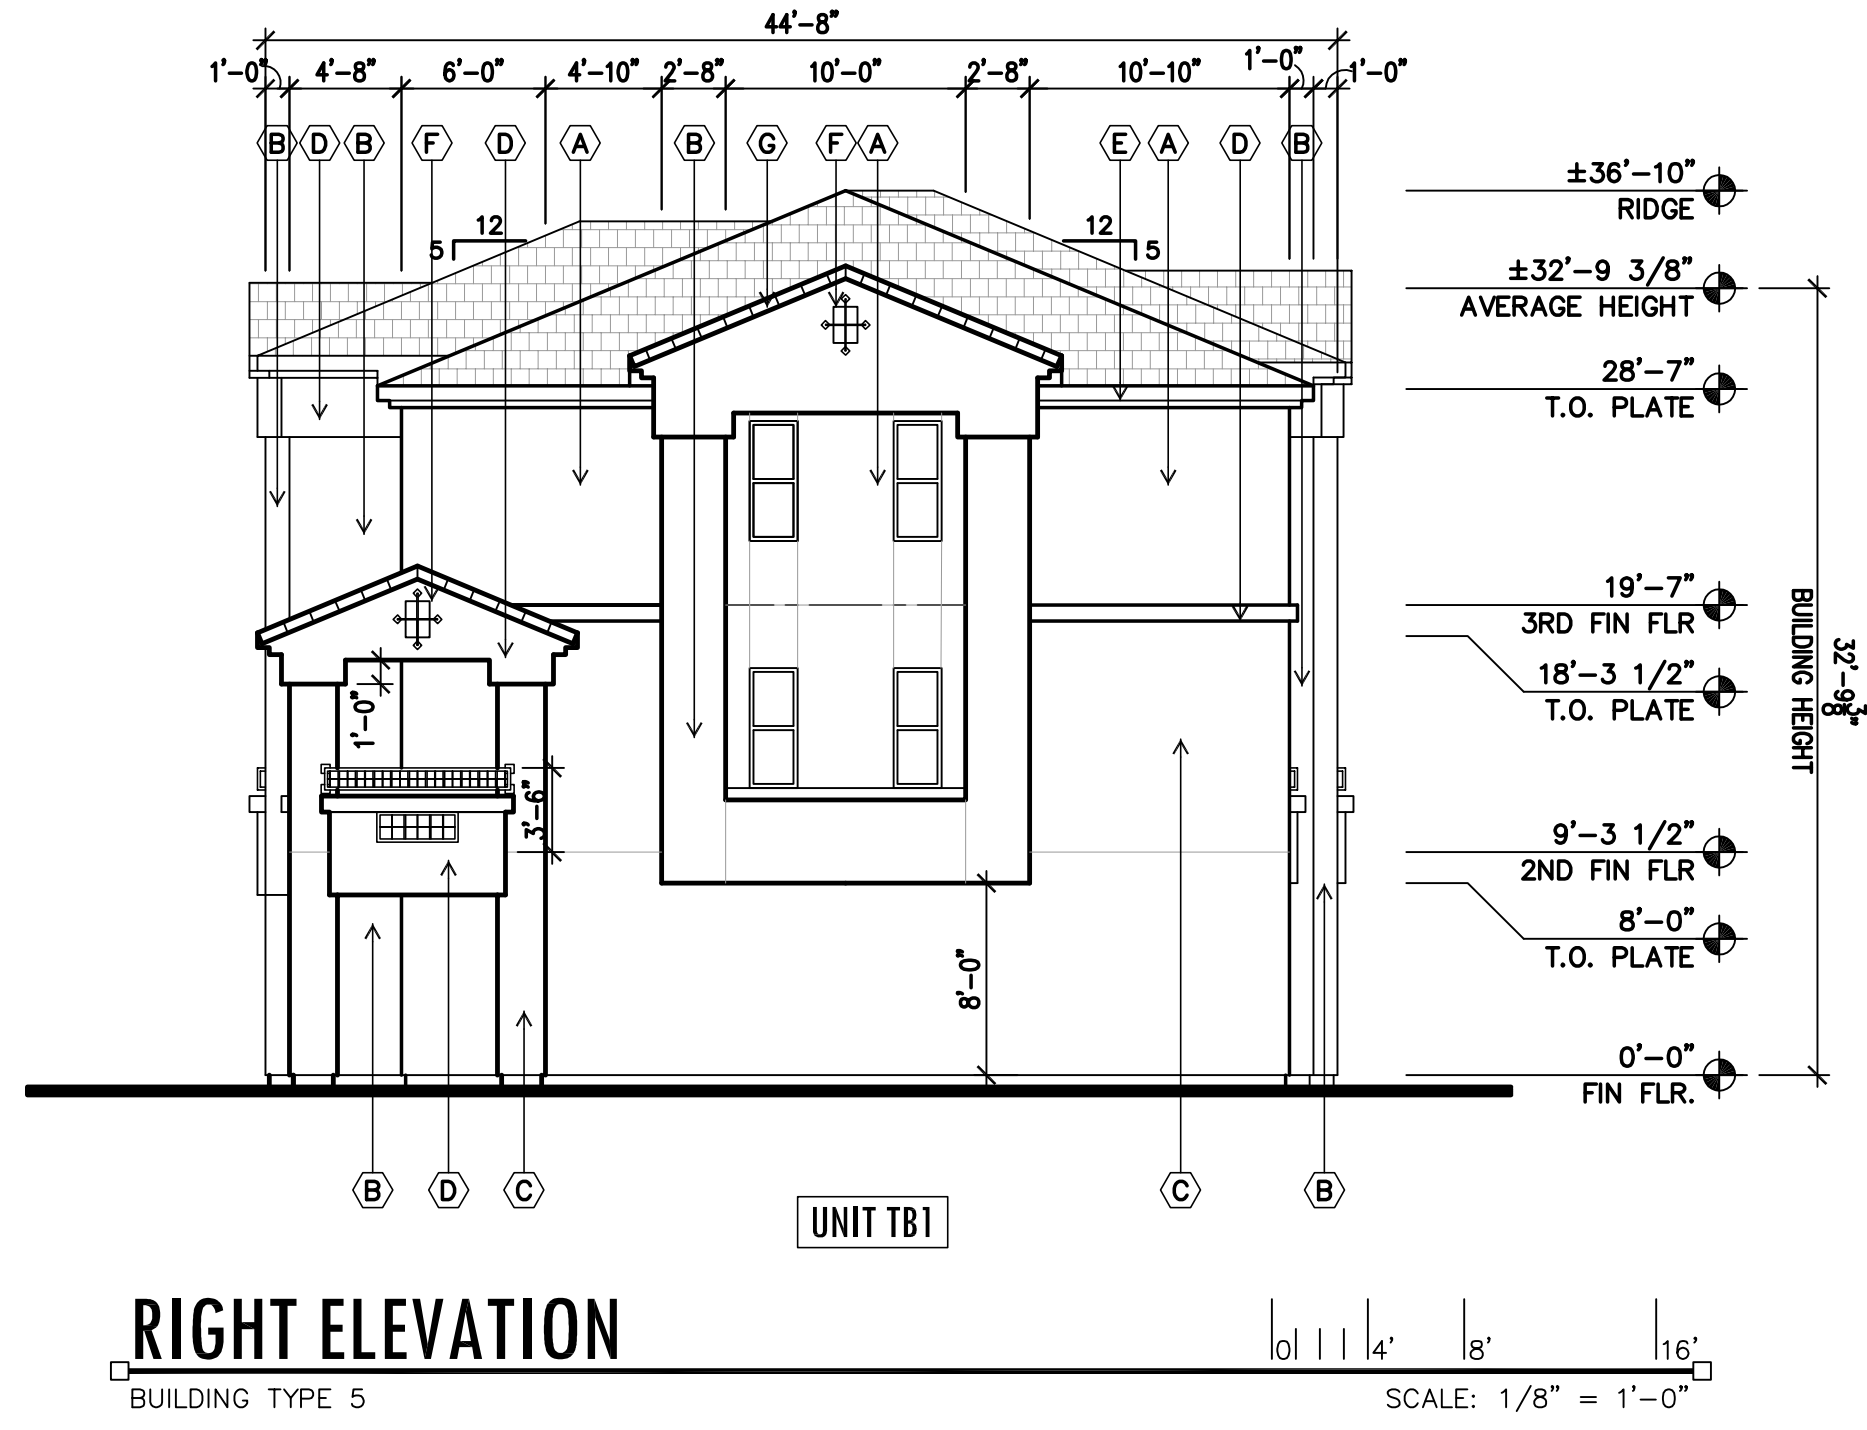 44'-8"
1'-0" 4'-8" 6'-0" 4'-10" 2'-8" 10'-0" 2'-8" 10'-10" 1'-0" 1'-0"
B D B F D A B G F A E A D B
12
5
12
5
±36'-10"
RIDGE
±32'-9 3/8"
AVERAGE HEIGHT
28'-7"
T.O. PLATE
19'-7"
3RD FIN FLR
18'-3 1/2"
T.O. PLATE
9'-3 1/2"
2ND FIN FLR
8'-0"
T.O. PLATE
0'-0"
FIN FLR.
BUILDING HEIGHT
32'-9 3/8"
1'-0"
3'-6"
8'-0"
B D C C B
UNIT TB1
RIGHT ELEVATION
0 4' 8' 16'
BUILDING TYPE 5
SCALE: 1/8" = 1'-0"